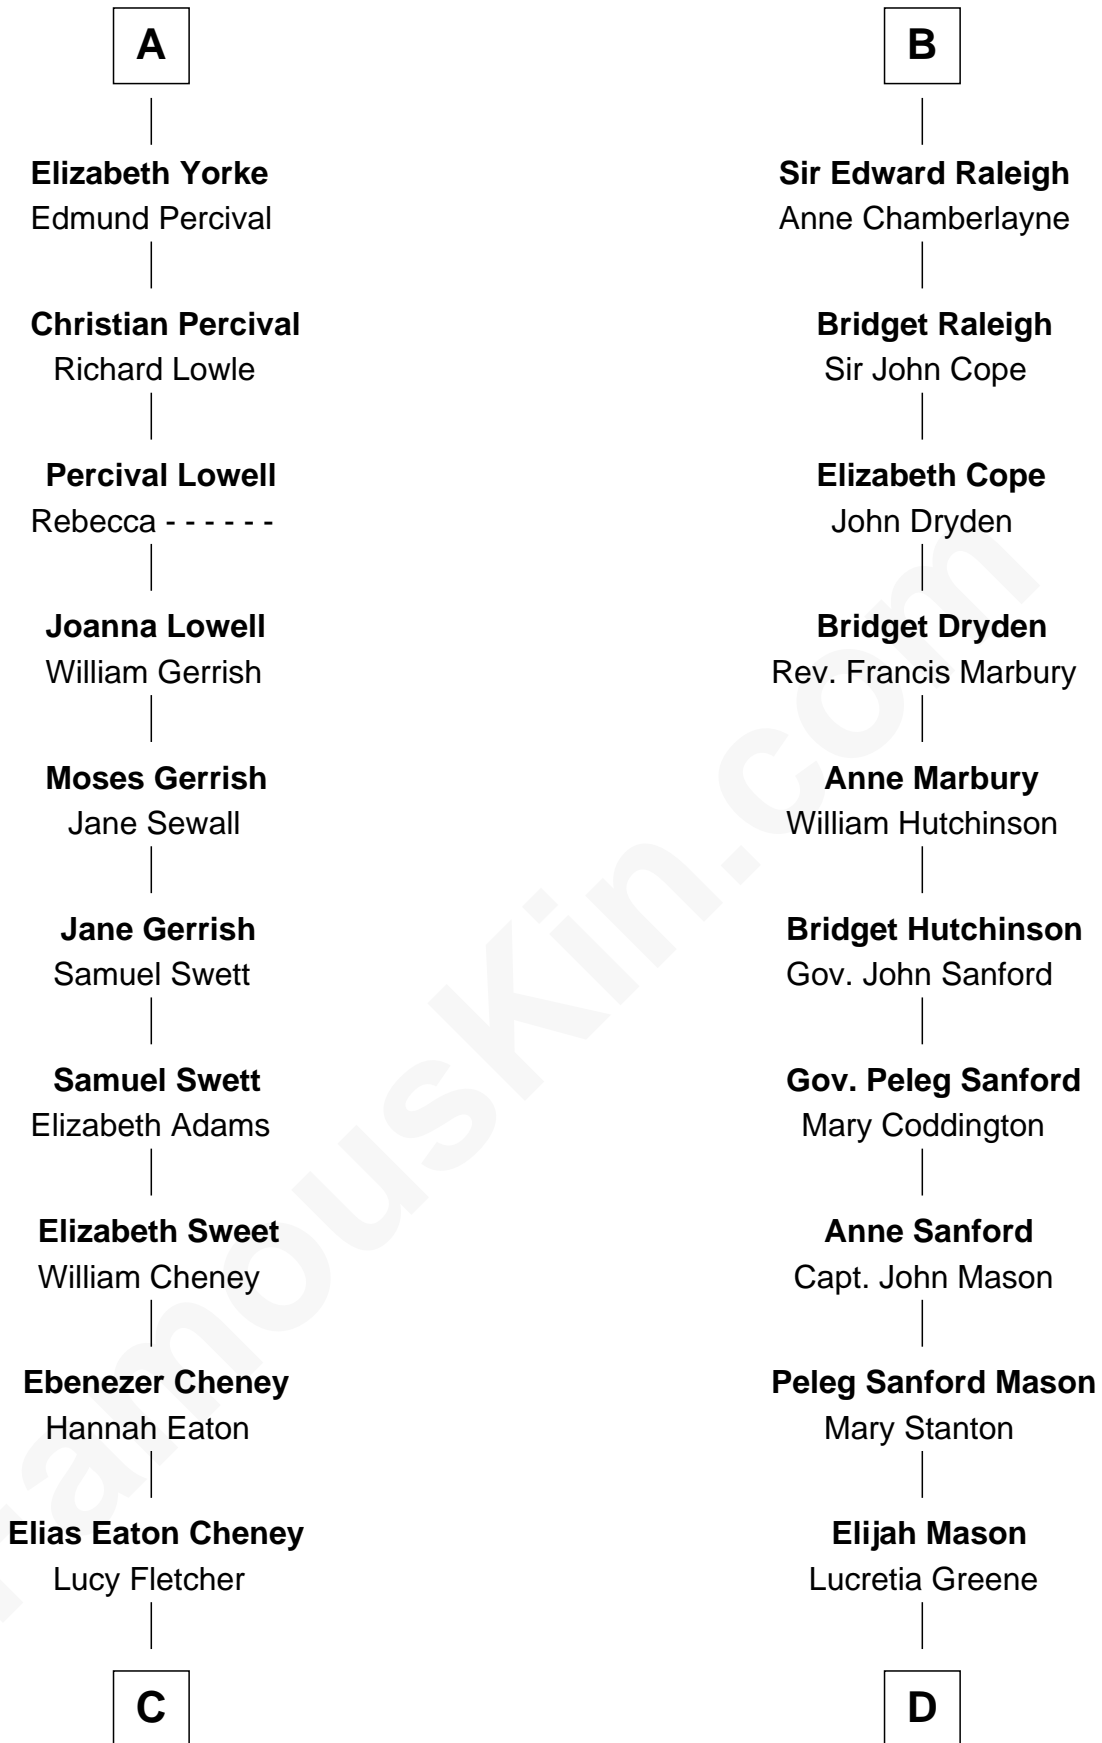 A
Elizabeth Yorke
Edmund Percival
Christian Percival
Richard Lowle
Percival Lowell
Rebecca - - - - - -
Joanna Lowell
William Gerrish
Moses Gerrish
Jane Sewall
Jane Gerrish
Samuel Swett
Samuel Swett
Elizabeth Adams
Elizabeth Sweet
William Cheney
Ebenezer Cheney
Hannah Eaton
Elias Eaton Cheney
Lucy Fletcher
C
B
Sir Edward Raleigh
Anne Chamberlayne
Bridget Raleigh
Sir John Cope
Elizabeth Cope
John Dryden
Bridget Dryden
Rev. Francis Marbury
Anne Marbury
William Hutchinson
Bridget Hutchinson
Gov. John Sanford
Gov. Peleg Sanford
Mary Coddington
Anne Sanford
Capt. John Mason
Peleg Sanford Mason
Mary Stanton
Elijah Mason
Lucretia Greene
D
FamousKin.com